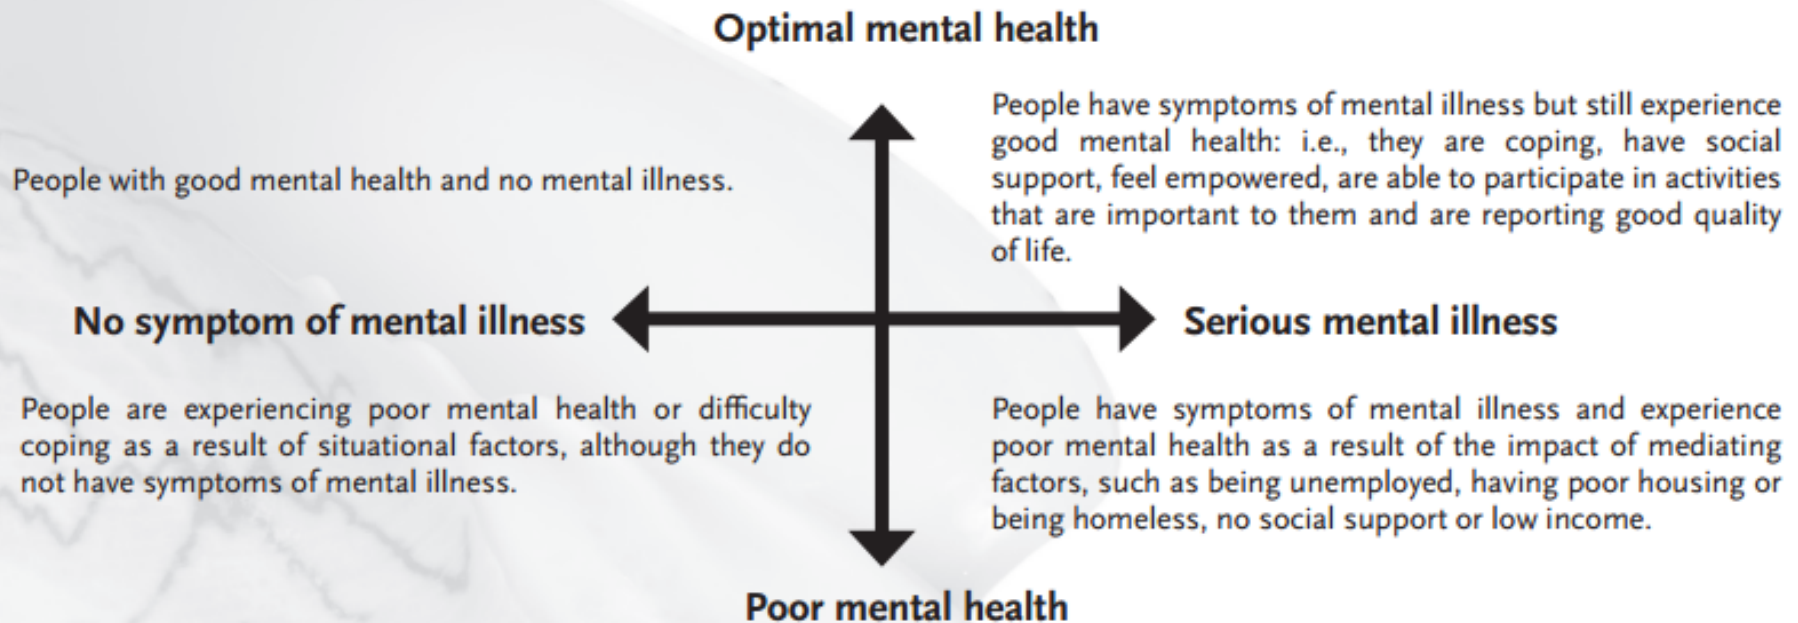 Optimal mental health
People with good mental health and no mental illness.
People have symptoms of mental illness but still experience
good mental health: i.e., they are coping, have social
support, feel empowered, are able to participate in activities
that are important to them and are reporting good quality
of life.
No symptom of mental illness
Serious mental illness
People are experiencing poor mental health or difficulty
coping as a result of situational factors, although they do
not have symptoms of mental illness.
People have symptoms of mental illness and experience
poor mental health as a result of the impact of mediating
factors, such as being unemployed, having poor housing or
being homeless, no social support or low income.
Poor mental health